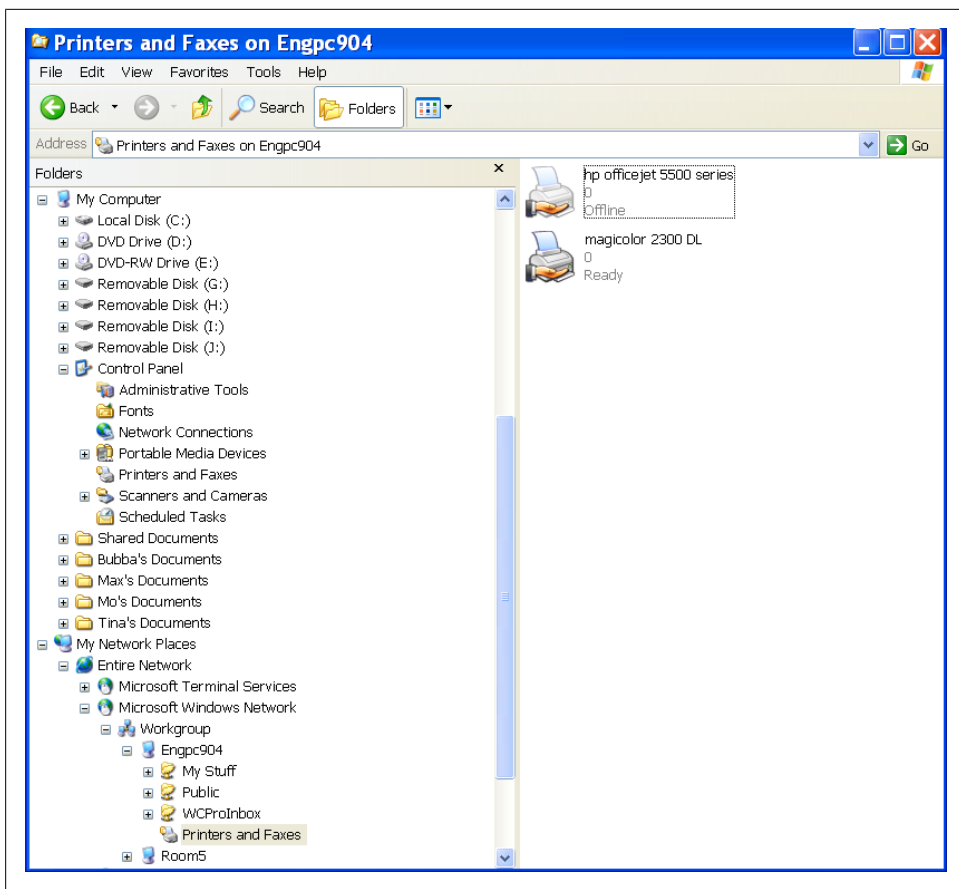 Printers and Faxes on Engpc904
File Edit View Favorites Tools Help
Back Search Folders
Address Printers and Faxes on Engpc904 Go
Folders x
My Computer
Local Disk (C:)
DVD Drive (D:)
DVD-RW Drive (E:)
Removable Disk (G:)
Removable Disk (H:)
Removable Disk (I:)
Removable Disk (J:)
Control Panel
Administrative Tools
Fonts
Network Connections
Portable Media Devices
Printers and Faxes
Scanners and Cameras
Scheduled Tasks
Shared Documents
Bubba's Documents
Max's Documents
Mo's Documents
Tina's Documents
My Network Places
Entire Network
Microsoft Terminal Services
Microsoft Windows Network
Workgroup
Engpc904
My Stuff
Public
WCProInbox
Printers and Faxes
Room5
hp officejet 5500 series
0
Offline
magicolor 2300 DL
0
Ready